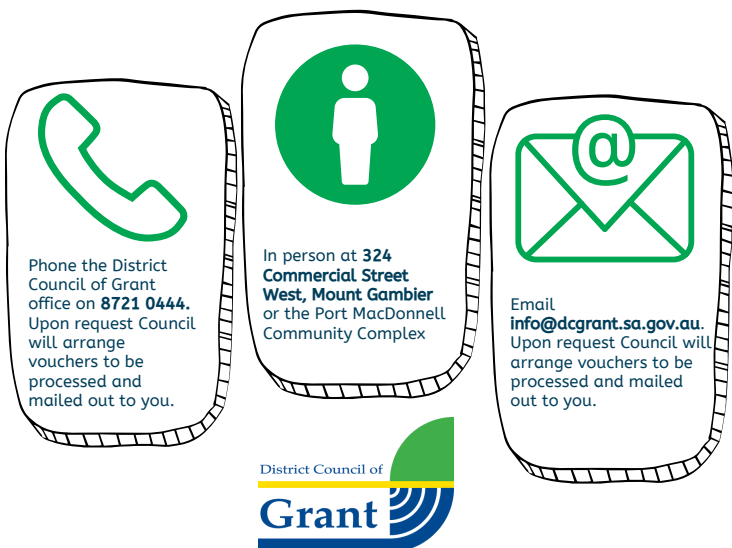 Phone the District
Council of Grant
office on 8721 0444.
Upon request Council
will arrange
vouchers to be
processed and
mailed out to you.
In person at 324
Commercial Street
West, Mount Gambier
or the Port MacDonnell
Community Complex
@
Email
info@dcgrant.sa.gov.au.
Upon request Council will
arrange vouchers to be
processed and mailed
out to you.
District Council of
Grant